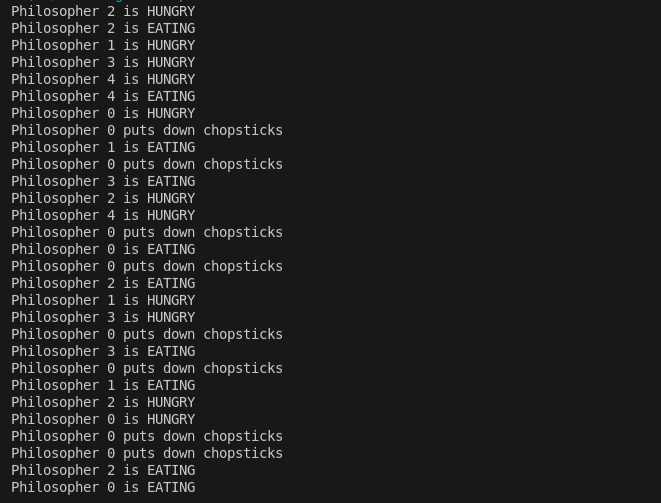 Philosopher 2 is HUNGRY
Philosopher 2 is EATING
Philosopher 1 is HUNGRY
Philosopher 3 is HUNGRY
Philosopher 4 is HUNGRY
Philosopher 4 is EATING
Philosopher 0 is HUNGRY
Philosopher 0 puts down chopsticks
Philosopher 1 is EATING
Philosopher 0 puts down chopsticks
Philosopher 3 is EATING
Philosopher 2 is HUNGRY
Philosopher 4 is HUNGRY
Philosopher 0 puts down chopsticks
Philosopher 0 is EATING
Philosopher 0 puts down chopsticks
Philosopher 2 is EATING
Philosopher 1 is HUNGRY
Philosopher 3 is HUNGRY
Philosopher 0 puts down chopsticks
Philosopher 3 is EATING
Philosopher 0 puts down chopsticks
Philosopher 1 is EATING
Philosopher 2 is HUNGRY
Philosopher 0 is HUNGRY
Philosopher 0 puts down chopsticks
Philosopher 0 puts down chopsticks
Philosopher 2 is EATING
Philosopher 0 is EATING